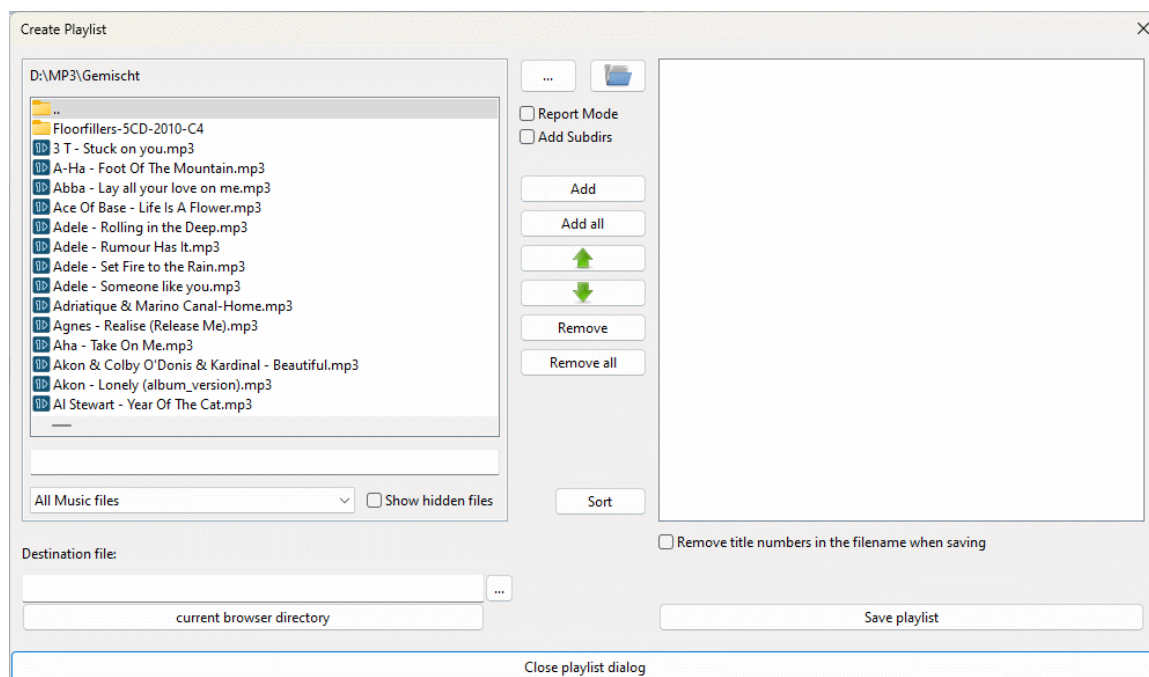 Create Playlist
D:\MP3\Gemischt
..
Floorfillers-5CD-2010-C4
3 T - Stuck on you.mp3
A-Ha - Foot Of The Mountain.mp3
Abba - Lay all your love on me.mp3
Ace Of Base - Life Is A Flower.mp3
Adele - Rolling in the Deep.mp3
Adele - Rumour Has It.mp3
Adele - Set Fire to the Rain.mp3
Adele - Someone like you.mp3
Adriatique & Marino Canal-Home.mp3
Agnes - Realise (Release Me).mp3
Aha - Take On Me.mp3
Akon & Colby O'Donis & Kardinal - Beautiful.mp3
Akon - Lonely (album_version).mp3
Al Stewart - Year Of The Cat.mp3
All Music files
Show hidden files
...
Report Mode
Add Subdirs
Add
Add all
Remove
Remove all
Sort
Remove title numbers in the filename when saving
Destination file:
...
current browser directory
Save playlist
Close playlist dialog